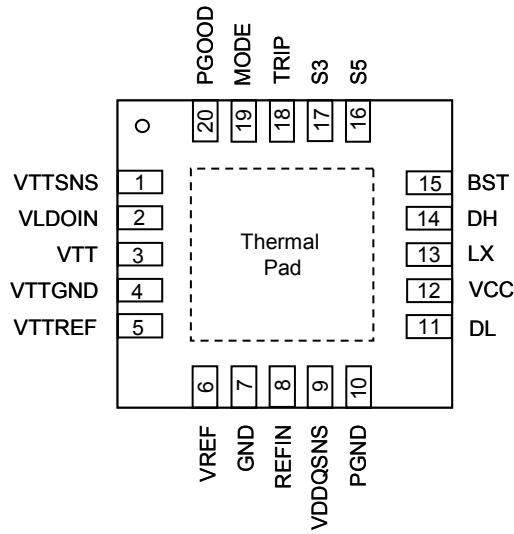 PGOOD
MODE
TRIP
S3
S5
20
19
18
17
16
VTTSNS 1
VLDOIN 2
VTT 3
VTTGND 4
VTTREF 5
Thermal
Pad
15 BST
14 DH
13 LX
12 VCC
11 DL
6
7
8
9
10
VREF
GND
REFIN
VDDQSNS
PGND